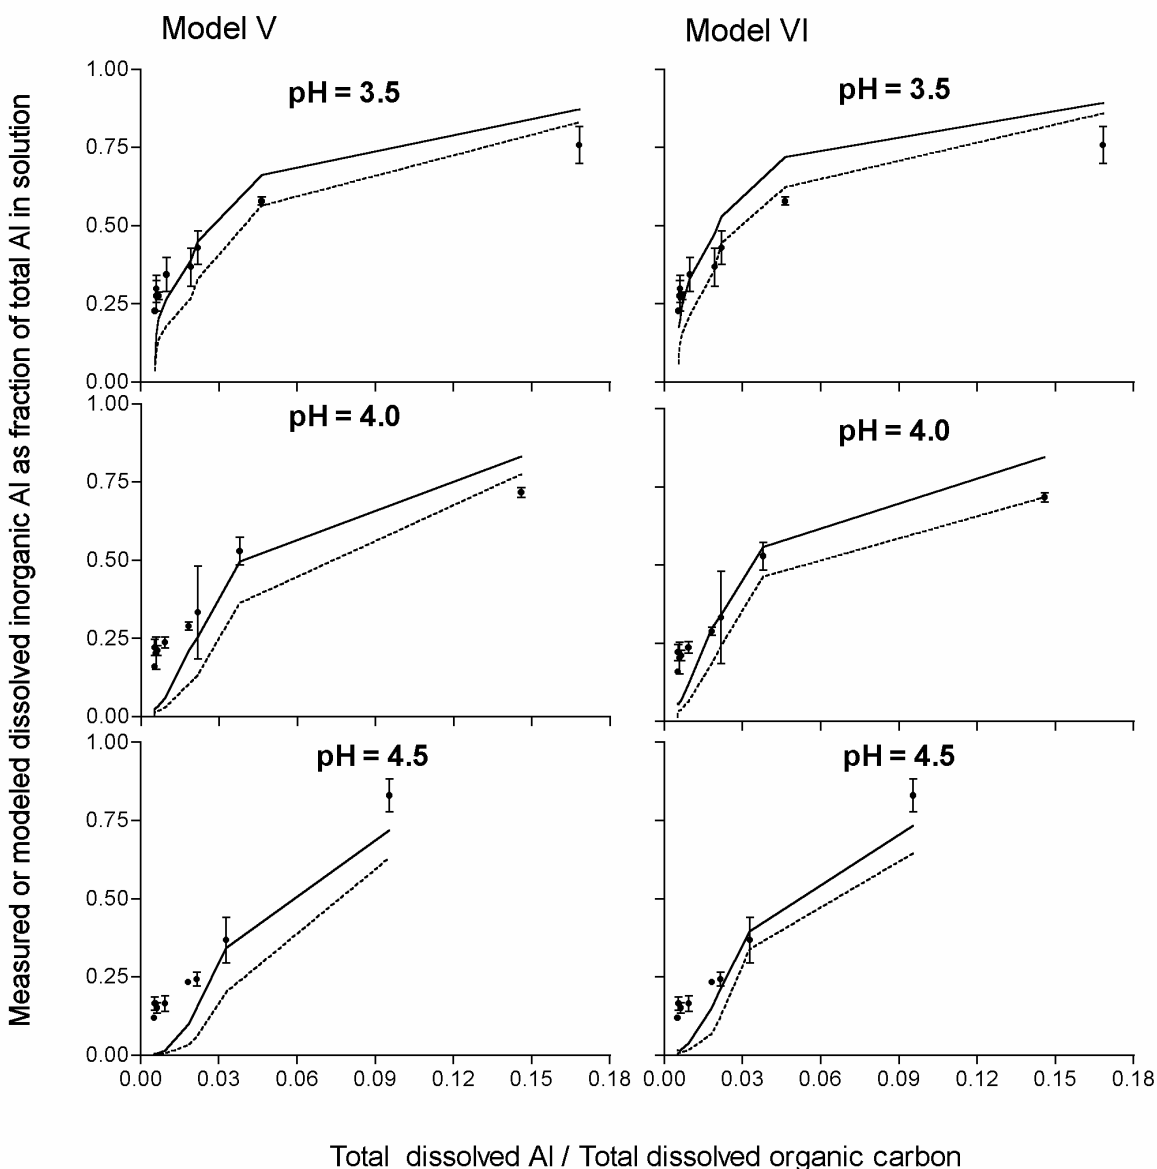 Model V
Model VI
Measured or modeled dissolved inorganic Al as fraction of total Al in solution
pH = 3.5
1.00
0.75
0.50
0.25
0.00
pH = 3.5
pH = 4.0
1.00
0.75
0.50
0.25
0.00
pH = 4.0
pH = 4.5
1.00
0.75
0.50
0.25
0.00
pH = 4.5
0.00 0.03 0.06 0.09 0.12 0.15 0.18
0.00 0.03 0.06 0.09 0.12 0.15 0.18
Total dissolved Al / Total dissolved organic carbon